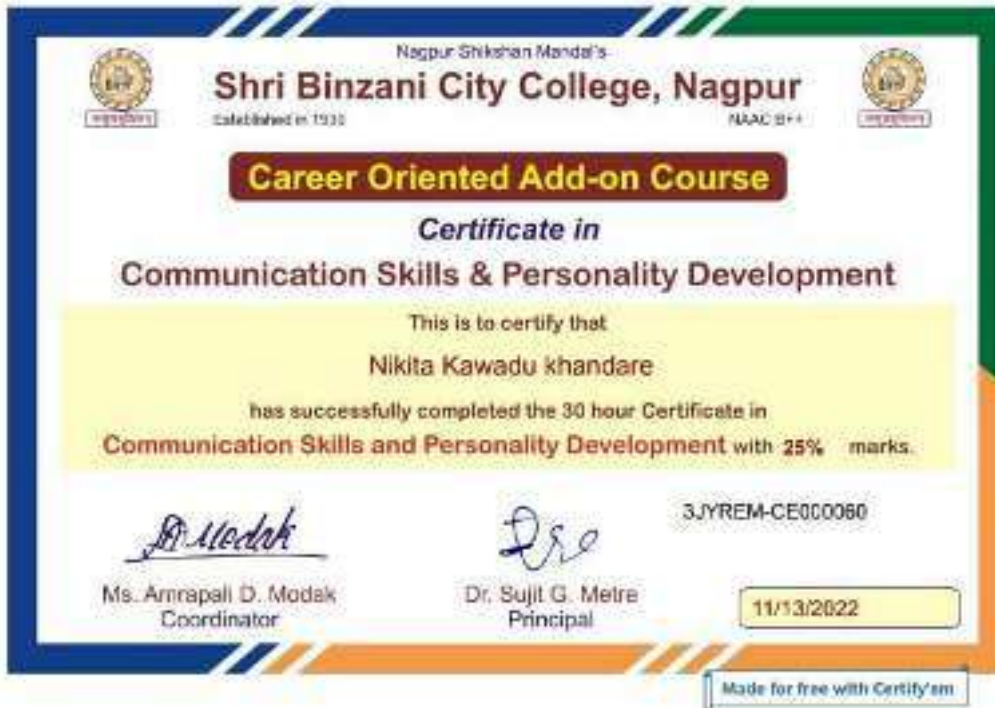 Nagpur Shikshan Mandal's
Shri Binzani City College, Nagpur
Established in 1930
NAAC B++
Career Oriented Add-on Course
Certificate in
Communication Skills & Personality Development
This is to certify that
Nikita Kawadu khandare
has successfully completed the 30 hour Certificate in
Communication Skills and Personality Development with 25% marks.
3JYREM-CE000060
Ms. Amrapali D. Modak
Coordinator
Dr. Sujit G. Metre
Principal
11/13/2022
Made for free with Certify'em